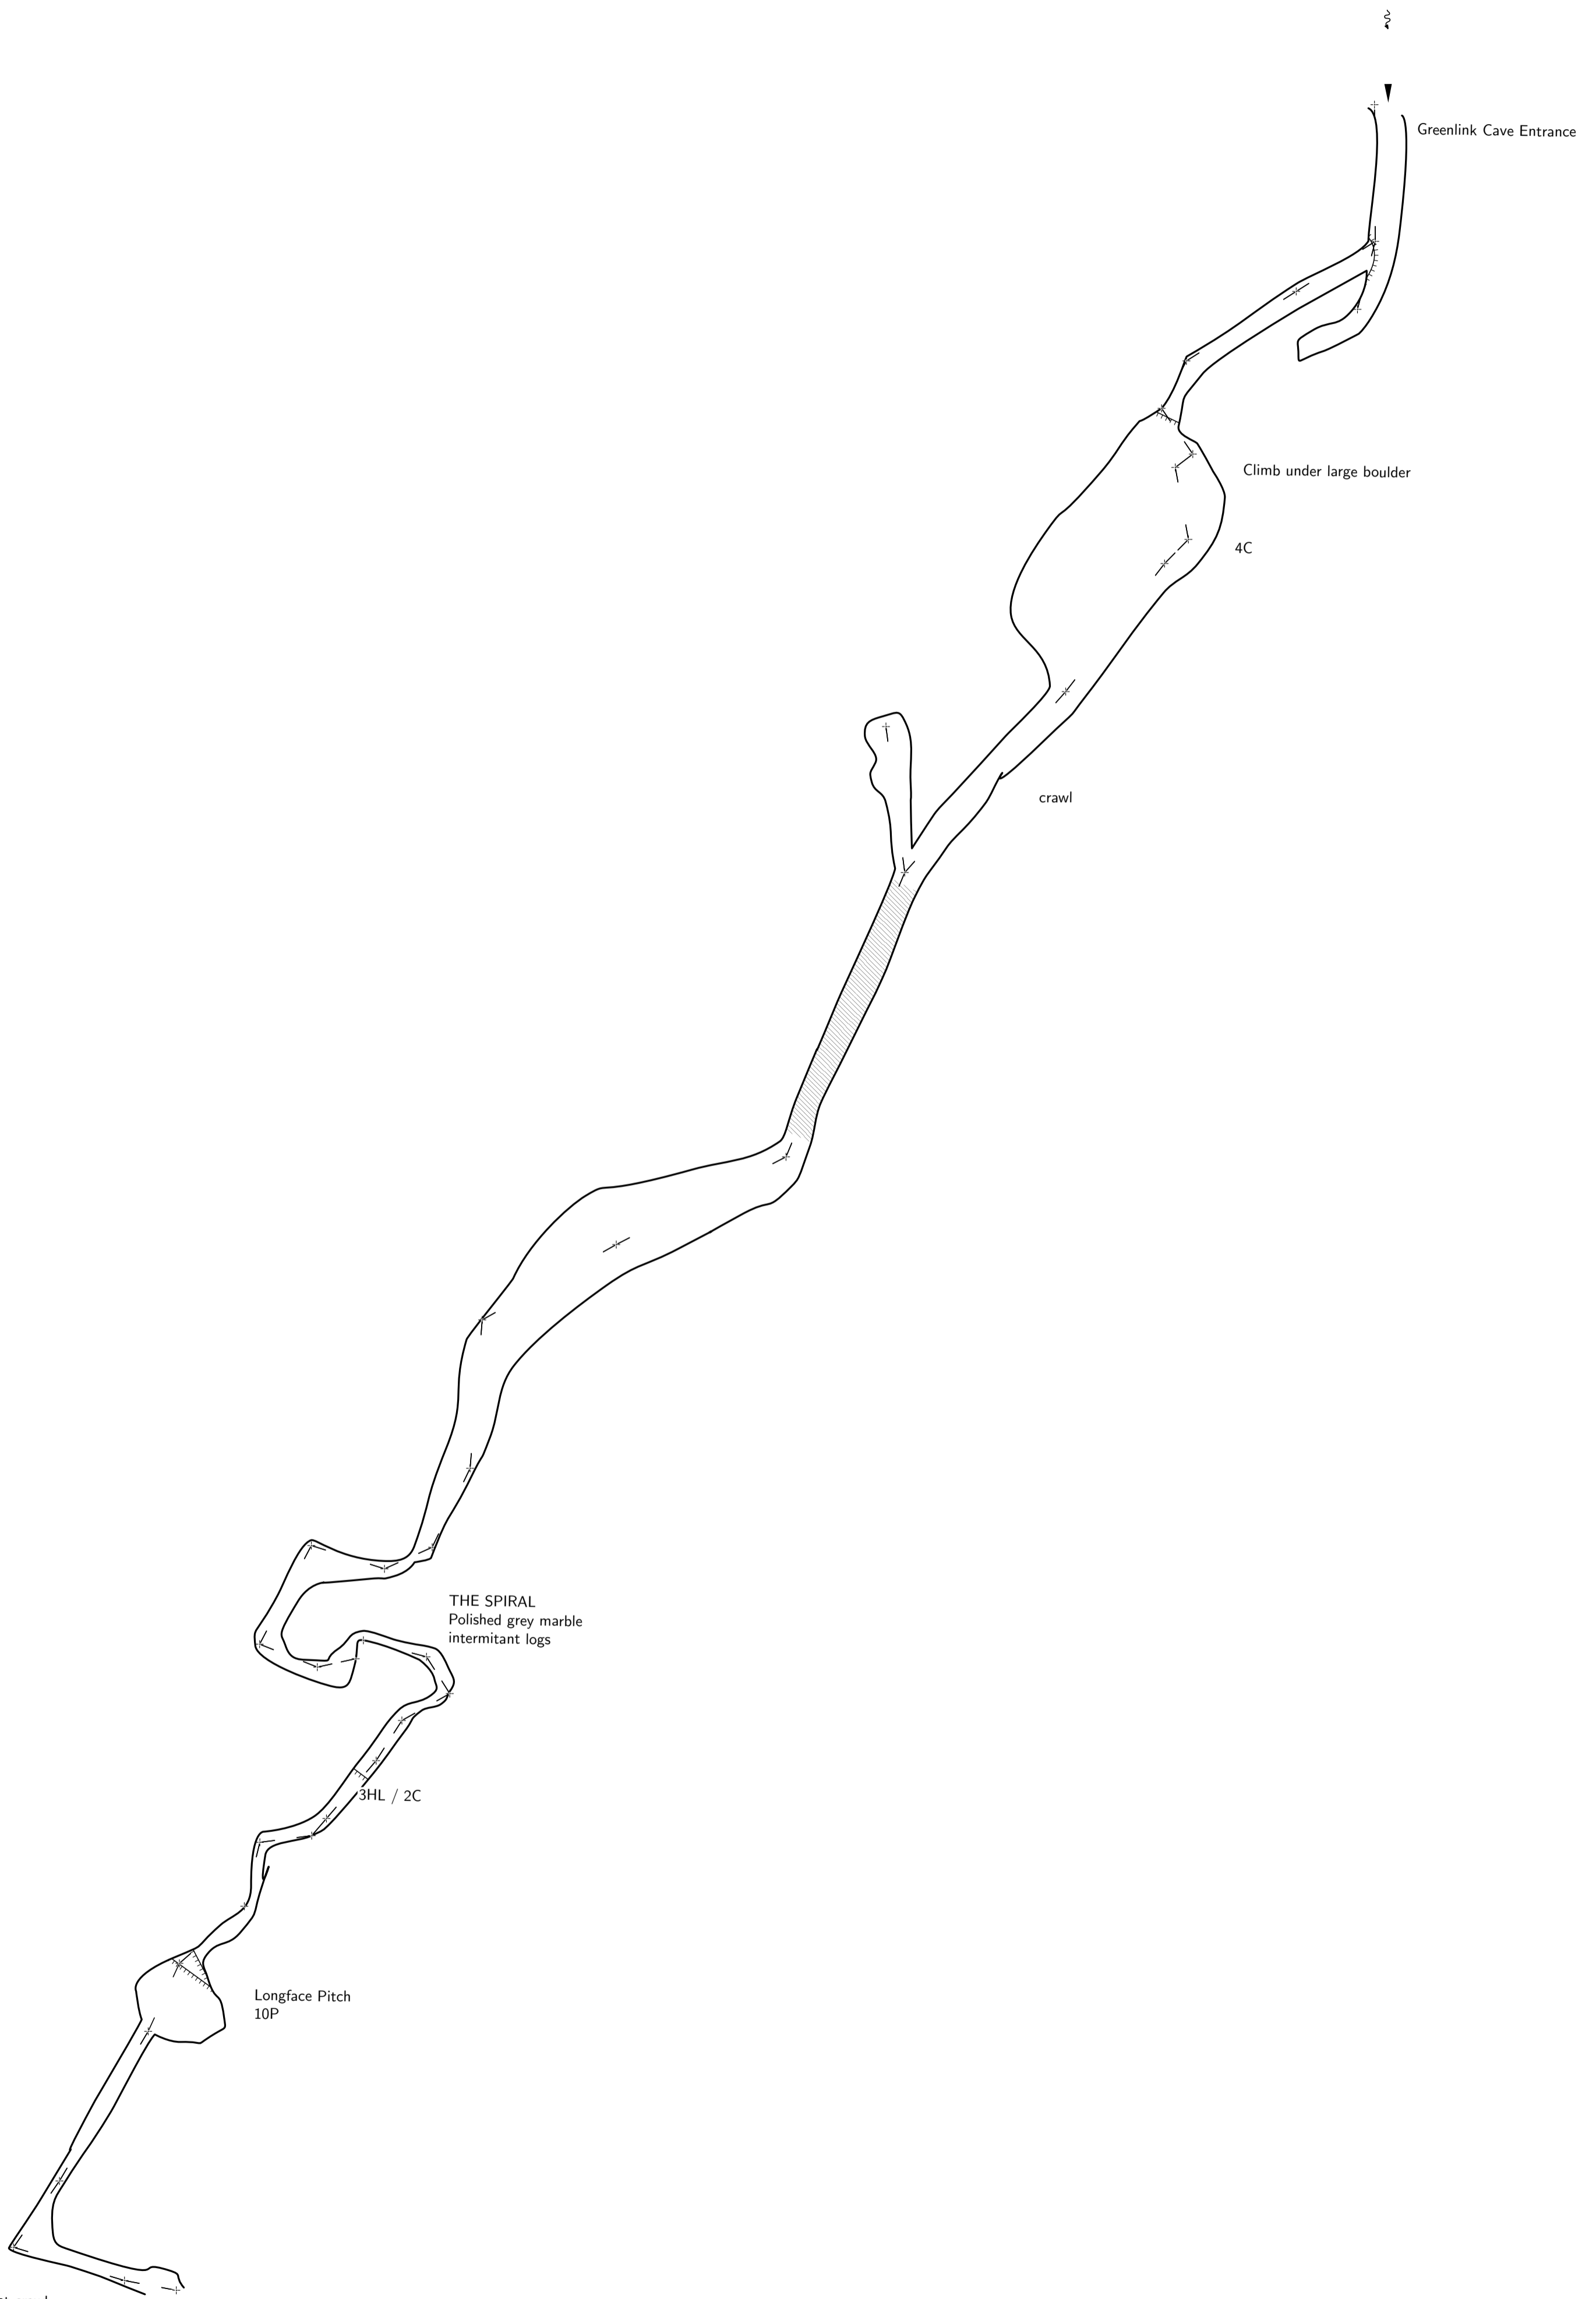 Greenlink Cave Entrance
Climb under large boulder
4C
crawl
THE SPIRAL
Polished grey marble
intermitant logs
3HL / 2C
Longface Pitch
10P